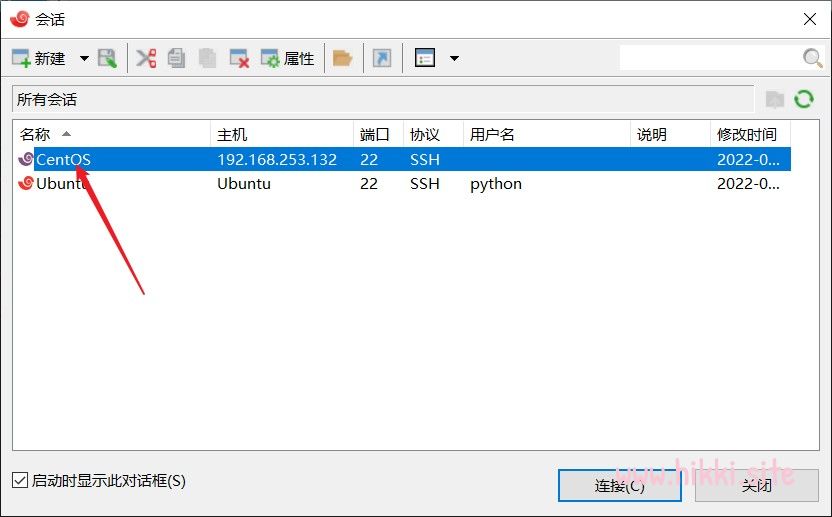 会话
新建 属性
所有会话
名称 主机 端口 协议 用户名 说明 修改时间
CentOS 192.168.253.132 22 SSH 2022-0...
Ubuntu Ubuntu 22 SSH python 2022-0...
启动时显示此对话框(S)
连接(C) 关闭
www.hikki.site